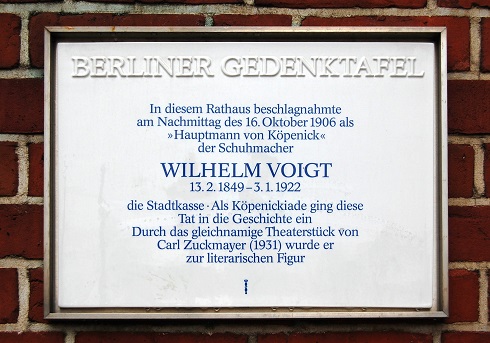 BERLINER GEDENKTAFEL
In diesem Rathaus beschlagnahmte
am Nachmittag des 16. Oktober 1906 als
»Hauptmann von Köpenick«
der Schuhmacher
WILHELM VOIGT
13. 2. 1849 – 3. 1. 1922
die Stadtkasse · Als Köpenickiade ging diese
Tat in die Geschichte ein
Durch das gleichnamige Theaterstück von
Carl Zuckmayer (1931) wurde er
zur literarischen Figur